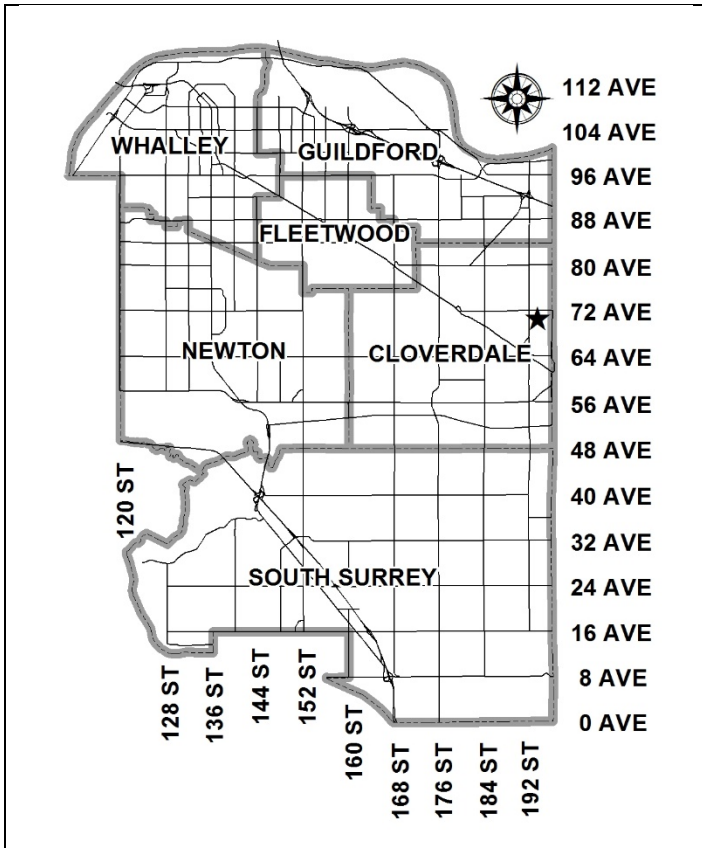 112 AVE
104 AVE
WHALLEY
GUILDFORD
96 AVE
88 AVE
FLEETWOOD
80 AVE
72 AVE
NEWTON
CLOVERDALE
64 AVE
56 AVE
48 AVE
120 ST
40 AVE
32 AVE
SOUTH SURREY
24 AVE
16 AVE
128 ST
136 ST
144 ST
152 ST
160 ST
8 AVE
0 AVE
168 ST
176 ST
184 ST
192 ST